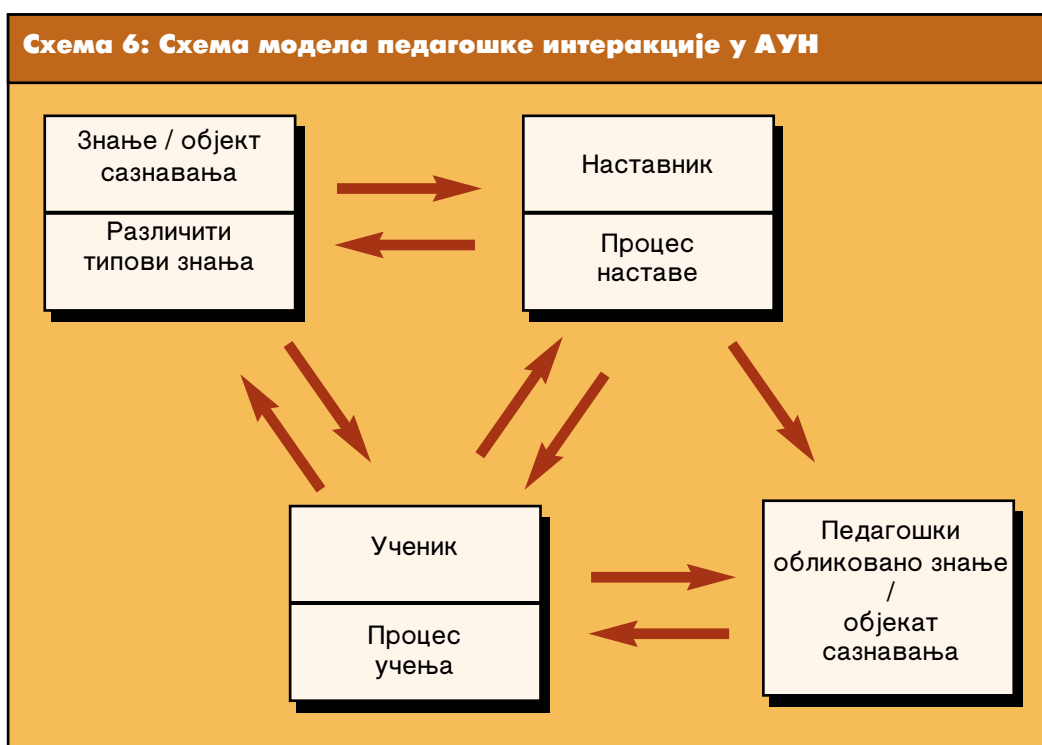 Схема 6: Схема модела педагошке интеракције у АУН
Знање / објект
сазнавања
Различити
типови знања
Наставник
Процес
наставе
Ученик
Процес
учења
Педагошки
обликовано знање
/
објекат
сазнавања